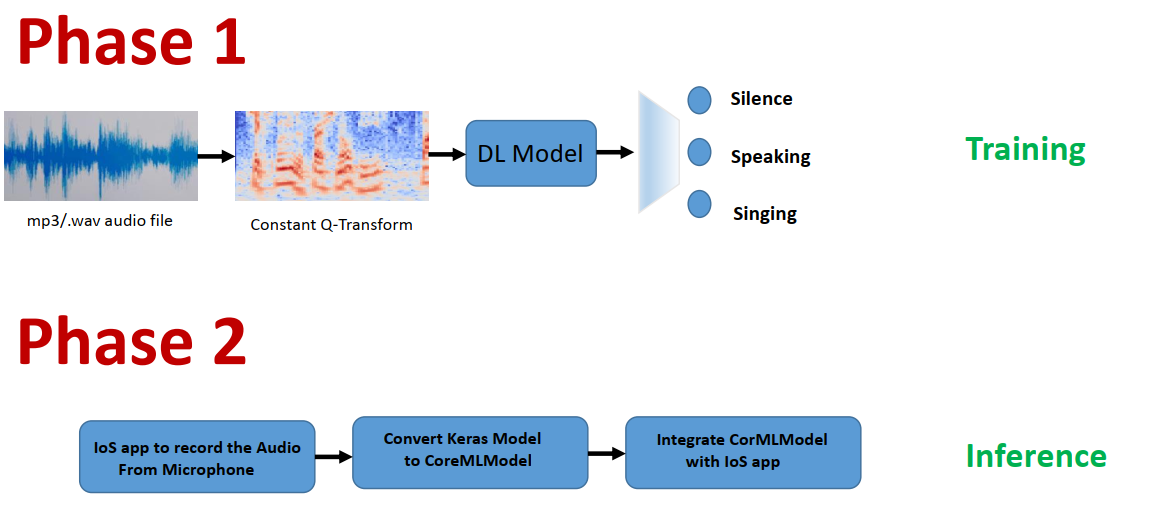 Phase 1
mp3/.wav audio file
Constant Q-Transform
DL Model
Silence
Speaking
Singing
Training
Phase 2
IoS app to record the Audio
From Microphone
Convert Keras Model
to CoreMLModel
Integrate CorMLModel
with IoS app
Inference